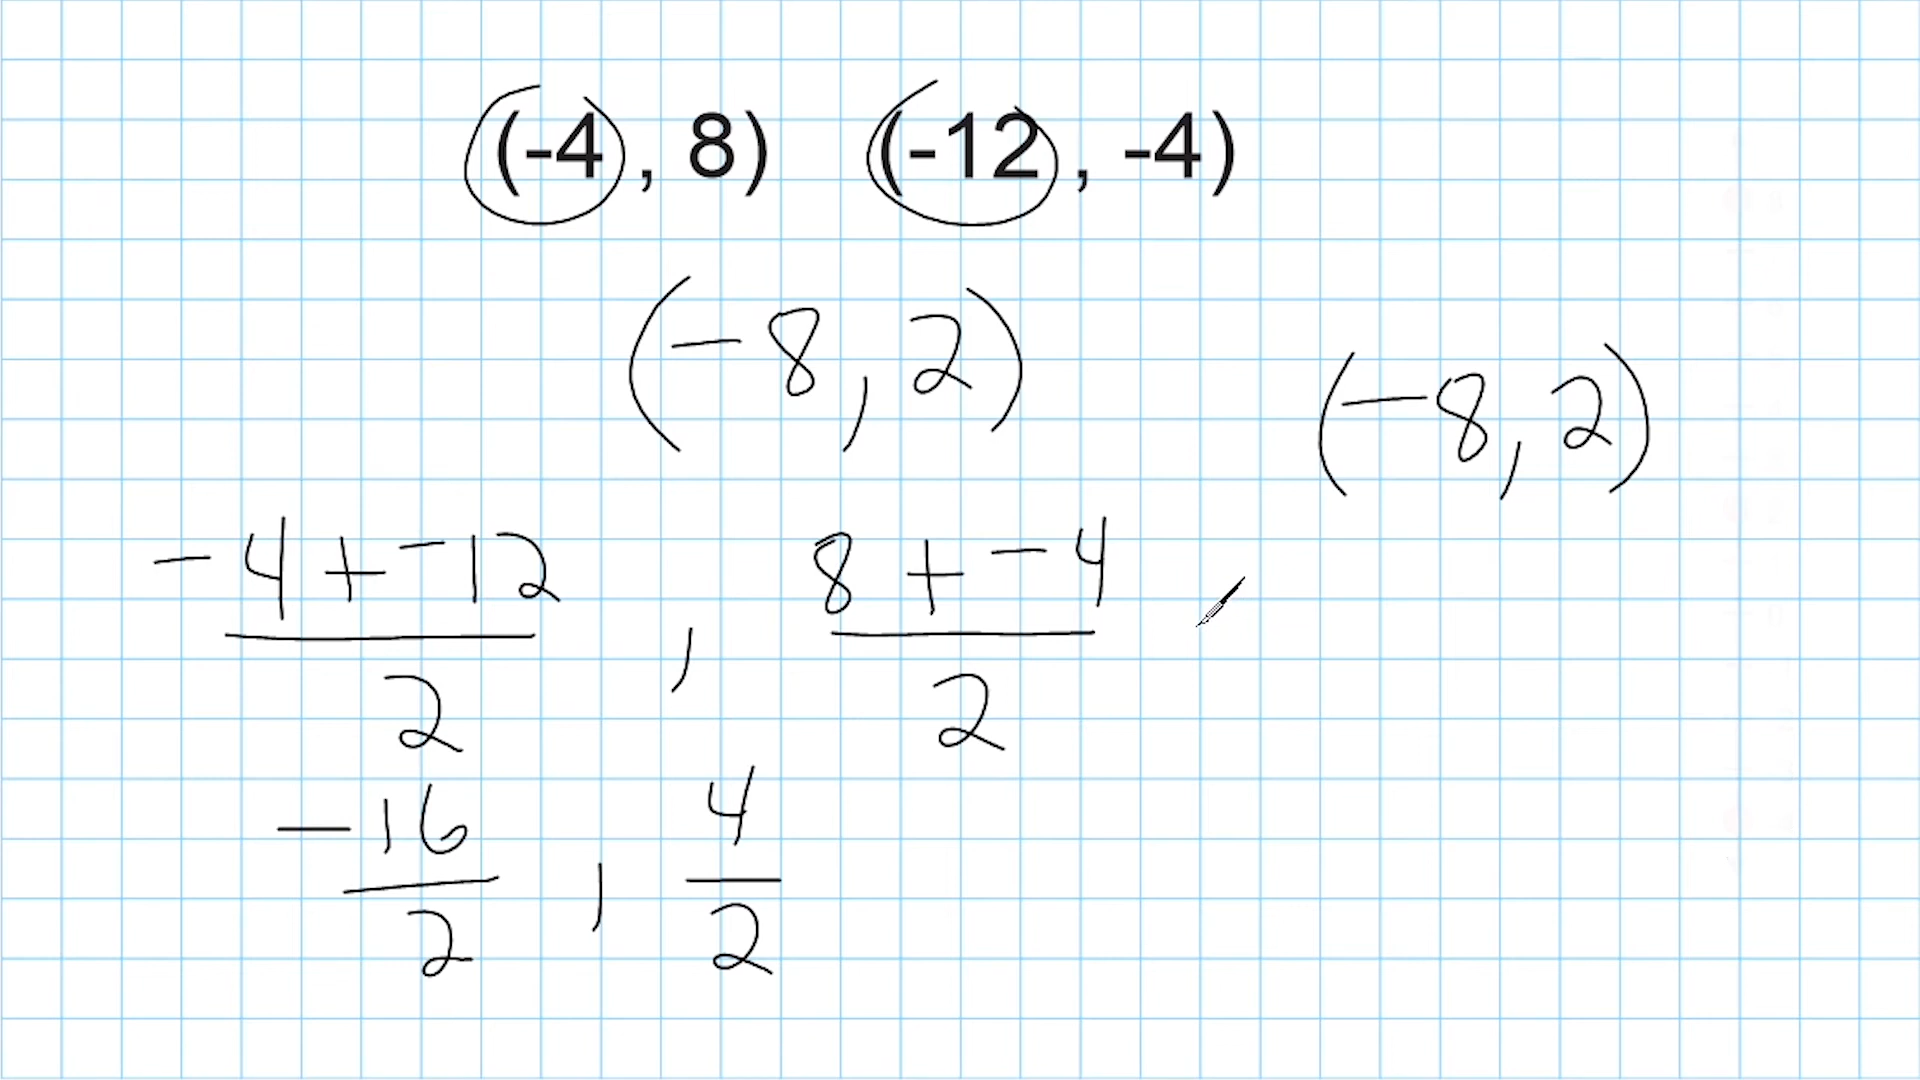 (-4, 8) (-12, -4)
(-8, 2)
(-8, 2)
-4 + -12 , 8 + -4
2 2
-16 , 4
2 2